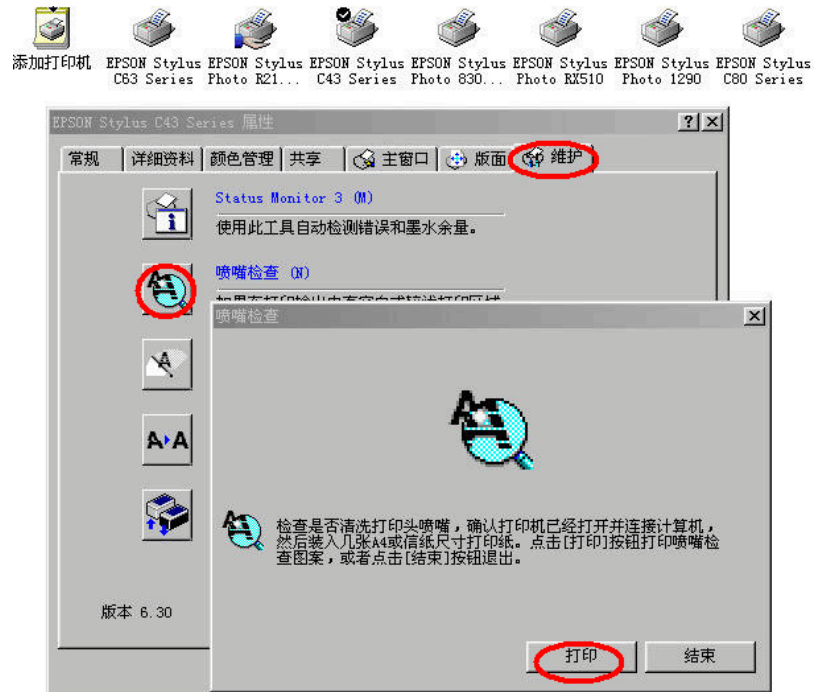 添加打印机 EPSON Stylus EPSON Stylus EPSON Stylus EPSON Stylus EPSON Stylus EPSON Stylus EPSON Stylus
C63 Series Photo R21... C43 Series Photo 830... Photo RX510 Photo 1290 C80 Series
EPSON Stylus C43 Series 属性
常规 详细资料 颜色管理 共享 主窗口 版面 维护
Status Monitor 3 (M)
使用此工具自动检测错误和墨水余量。
喷嘴检查 (N)
喷嘴检查
检查是否清洗打印头喷嘴，确认打印机已经打开并连接计算机，
然后装入几张A4或信纸尺寸打印纸。点击[打印]按钮打印喷嘴检
查图案，或者点击[结束]按钮退出。
版本 6.30
打印 结束